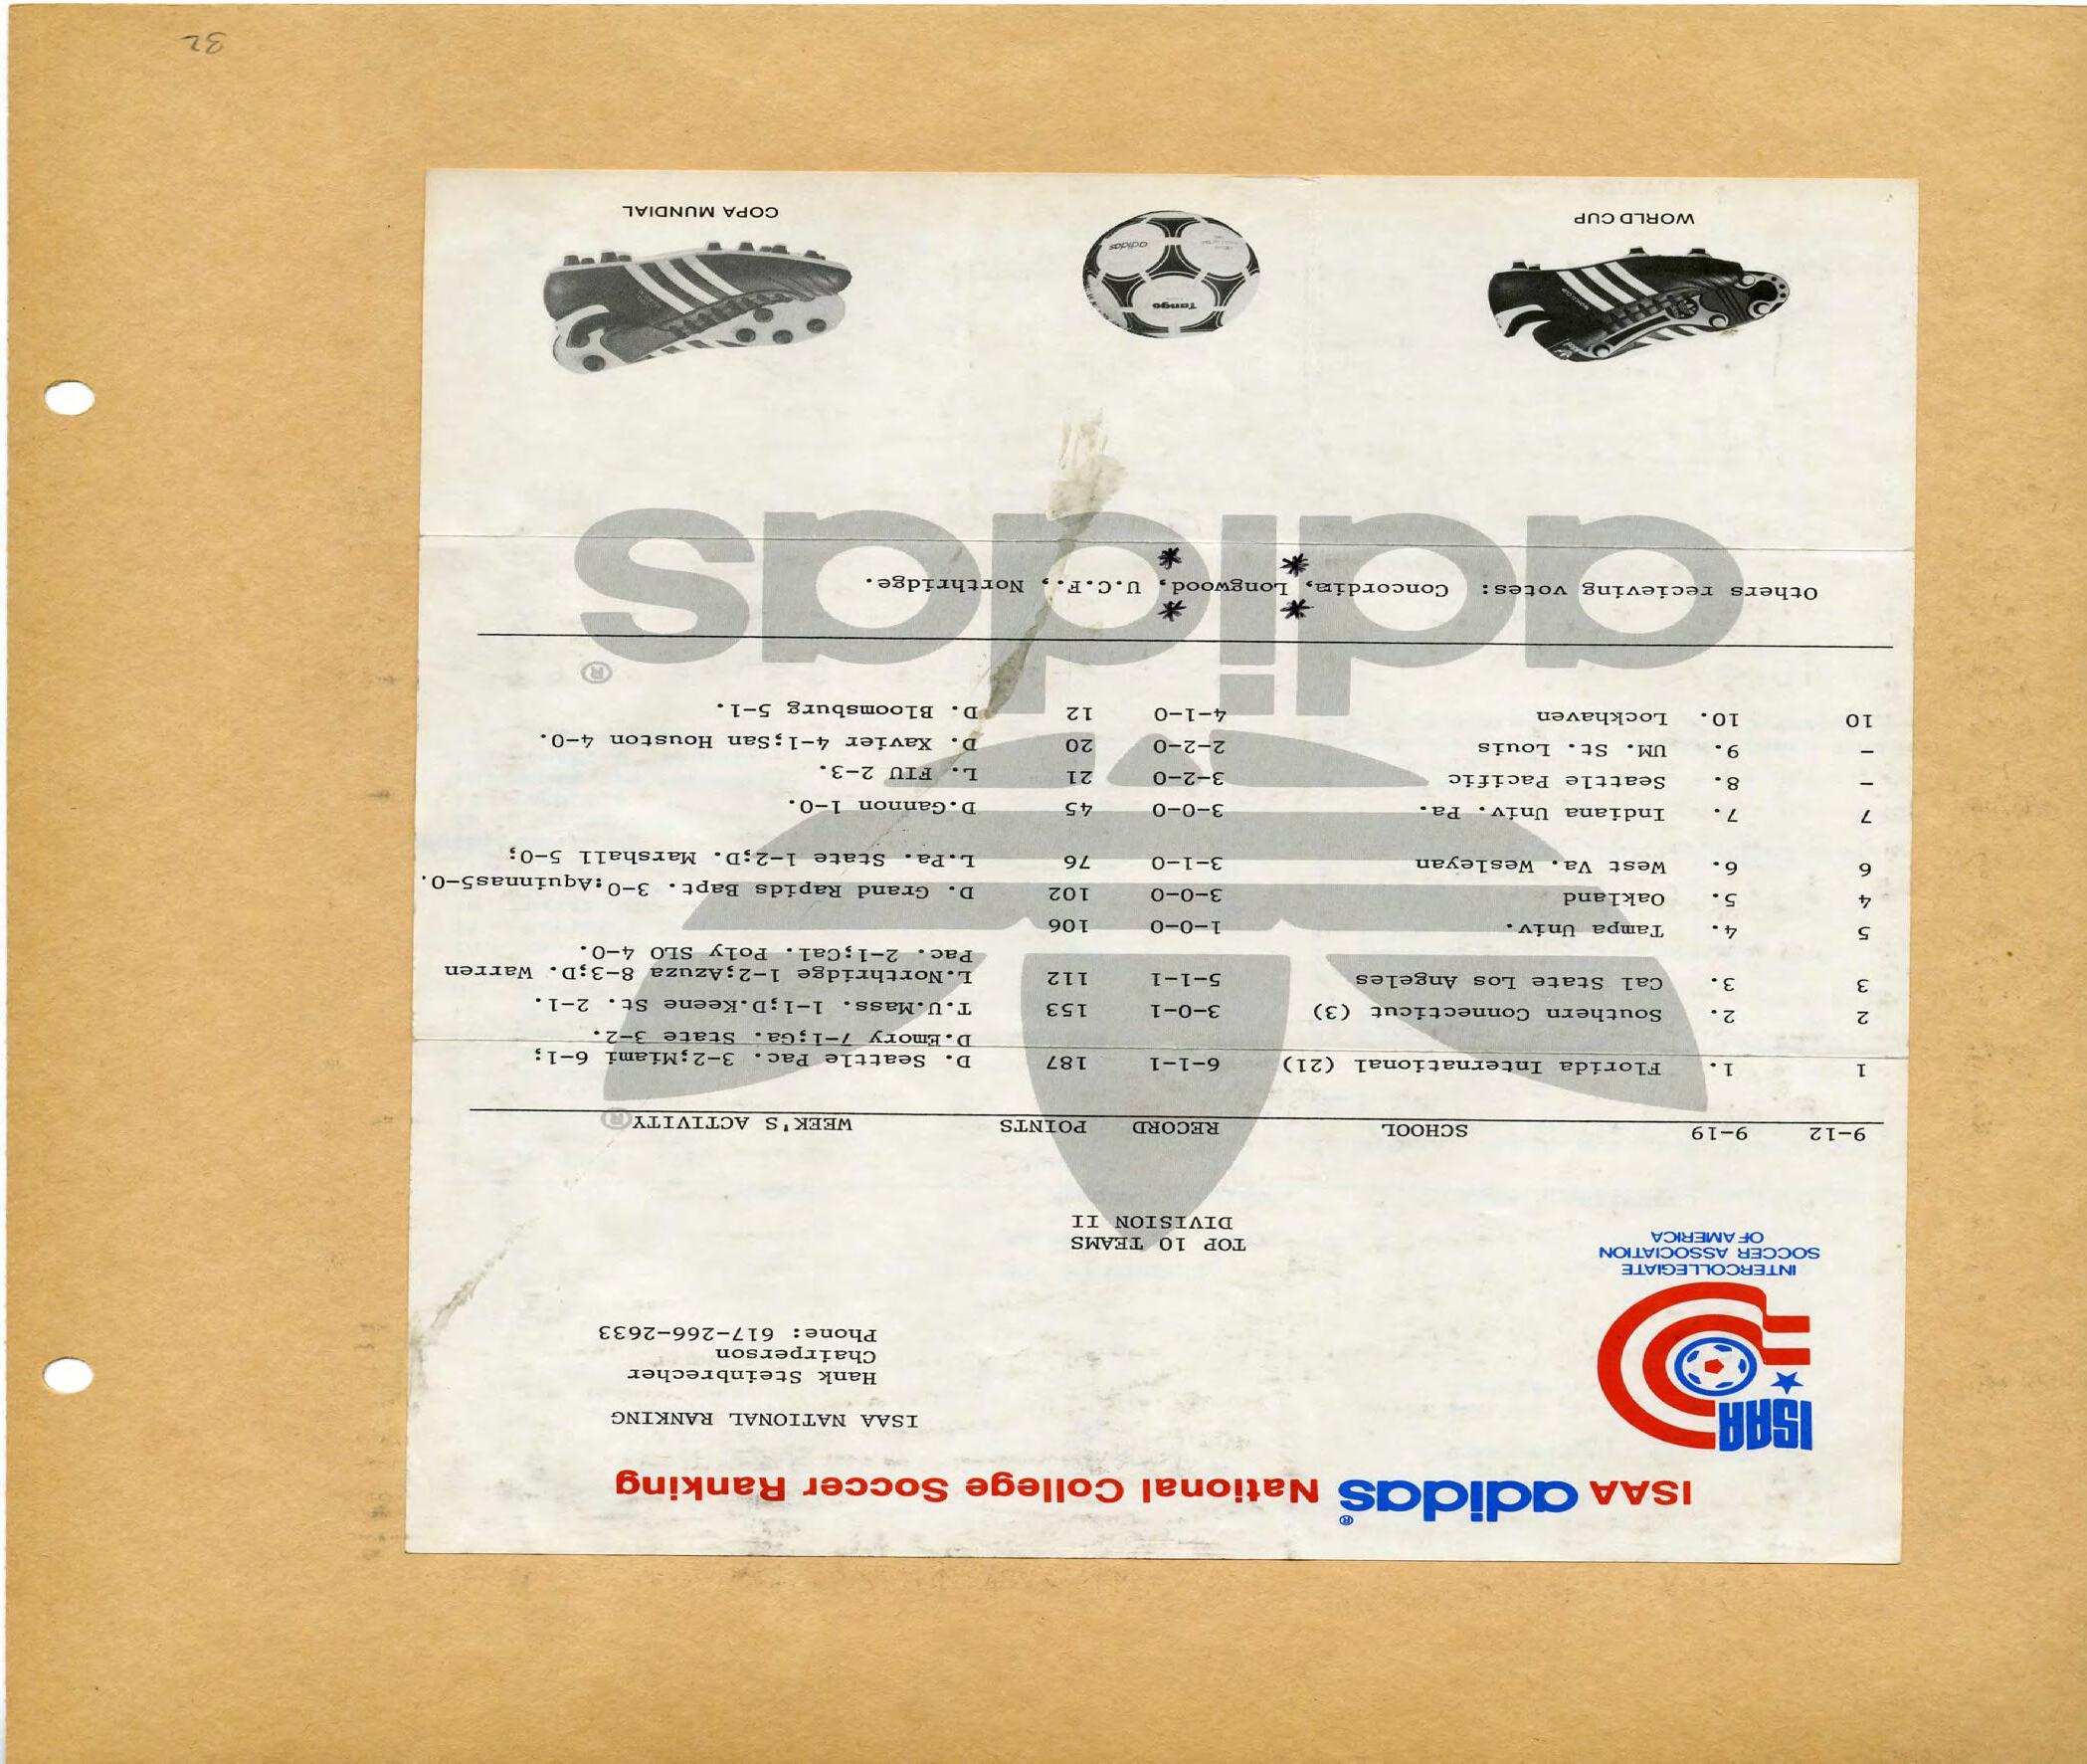 ISAA adidas® National College Soccer Ranking
ISAA
INTERCOLLEGIATE
SOCCER ASSOCIATION
OF AMERICA
ISAA NATIONAL RANKING
Hank Steinbrecher
Chairperson
Phone: 617-266-2633
TOP 10 TEAMS
DIVISION II
9-12 9-19 SCHOOL RECORD POINTS WEEK'S ACTIVITY
1 1. Florida International (21) 6-1-1 187 D. Seattle Pac. 3-2;Miami 6-1;
D.Emory 7-1;Ga. State 3-2.
2 2. Southern Connecticut (3) 3-0-1 153 T.U.Mass. 1-1;D.Keene St. 2-1.
3 3. Cal State Los Angeles 5-1-1 112 L.Northridge 1-2;Azuza 8-3;D. Warren
Pac. 2-1;Cal. Poly SLO 4-0.
5 4. Tampa Univ. 1-0-0 106
4 5. Oakland 3-0-0 102 D. Grand Rapids Bapt. 3-0;Aquinnas5-0.
6 6. West Va. Wesleyan 3-1-0 76 L.Pa. State 1-2;D. Marshall 5-0;
7 7. Indiana Univ. Pa. 3-0-0 45 D.Gannon 1-0.
- 8. Seattle Pacific 3-2-0 21 L. FIU 2-3.
- 9. UM. St. Louis 2-2-0 20 D. Xavier 4-1;San Houston 4-0.
10 10. Lockhaven 4-1-0 12 D. Bloomsburg 5-1.
® adidas ®
* *
Others recieving votes: Concordia, Longwood, U.C.F., Northridge.
* *
adidas
Tango
WORLD CUP
COPA MUNDIAL
32